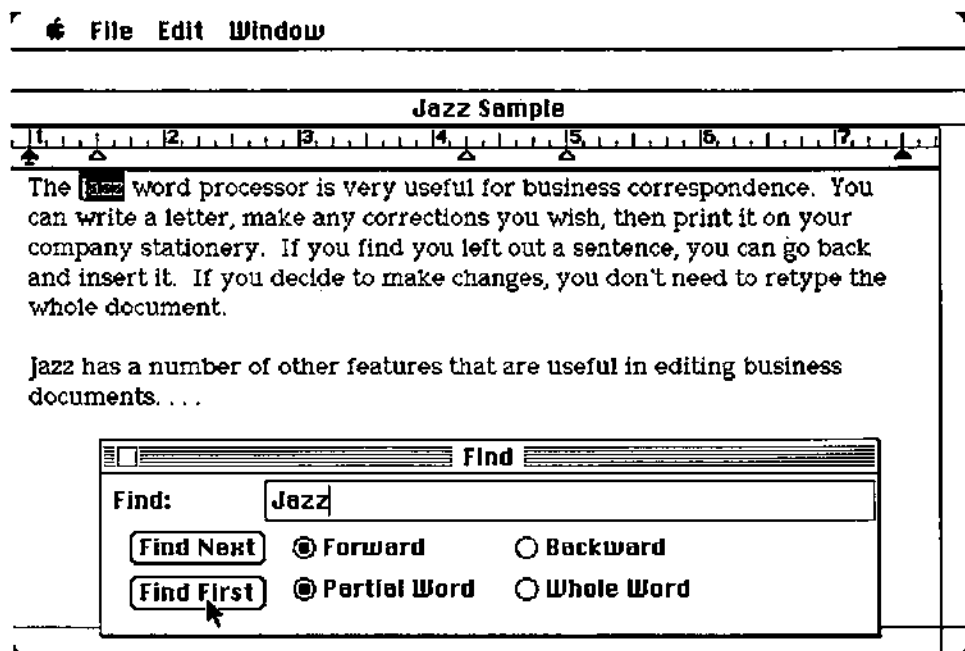 File Edit Window
Jazz Sample
1 2 3 4 5 6 7
The Jazz word processor is very useful for business correspondence. You
can write a letter, make any corrections you wish, then print it on your
company stationery. If you find you left out a sentence, you can go back
and insert it. If you decide to make changes, you don't need to retype the
whole document.
Jazz has a number of other features that are useful in editing business
documents. . . .
Find
Find: Jazz
Find Next Forward Backward
Find First Partial Word Whole Word